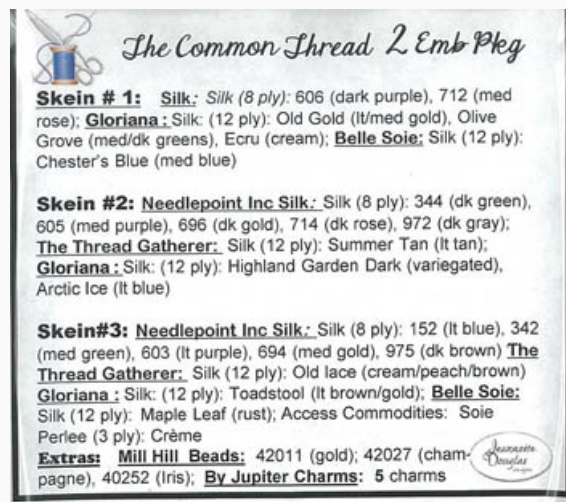 The Common Thread 2 Emb Pkg
Skein # 1: Silk: Silk (8 ply): 606 (dark purple), 712 (med
rose); Gloriana : Silk: (12 ply): Old Gold (lt/med gold), Olive
Grove (med/dk greens), Ecru (cream); Belle Soie: Silk (12 ply):
Chester's Blue (med blue)
Skein #2: Needlepoint Inc Silk: Silk (8 ply): 344 (dk green),
605 (med purple), 696 (dk gold), 714 (dk rose), 972 (dk gray);
The Thread Gatherer: Silk (12 ply): Summer Tan (lt tan);
Gloriana : Silk: (12 ply): Highland Garden Dark (variegated),
Arctic Ice (lt blue)
Skein#3: Needlepoint Inc Silk: Silk (8 ply): 152 (lt blue), 342
(med green), 603 (lt purple), 694 (med gold), 975 (dk brown) The
Thread Gatherer: Silk (12 ply): Old lace (cream/peach/brown)
Gloriana : Silk: (12 ply): Toadstool (lt brown/gold); Belle Soie:
Silk (12 ply): Maple Leaf (rust); Access Commodities: Soie
Perlee (3 ply): Crème
Extras: Mill Hill Beads: 42011 (gold); 42027 (cham-
pagne), 40252 (Iris); By Jupiter Charms: 5 charms
Jeannette
Douglas
designs